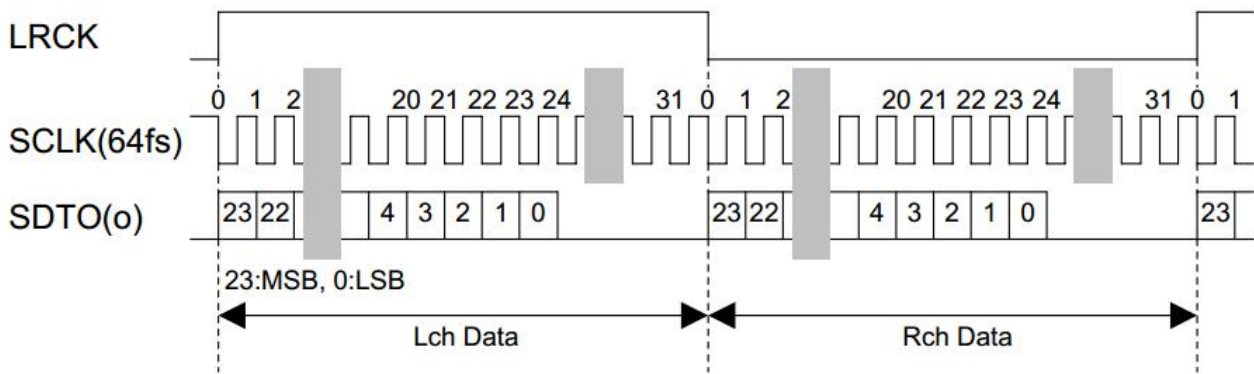 LRCK
0 1 2 20 21 22 23 24 31 0 1 2 20 21 22 23 24 31 0 1
SCLK(64fs)
SDTO(o) 23 22 4 3 2 1 0 23 22 4 3 2 1 0 23
23:MSB, 0:LSB
Lch Data Rch Data